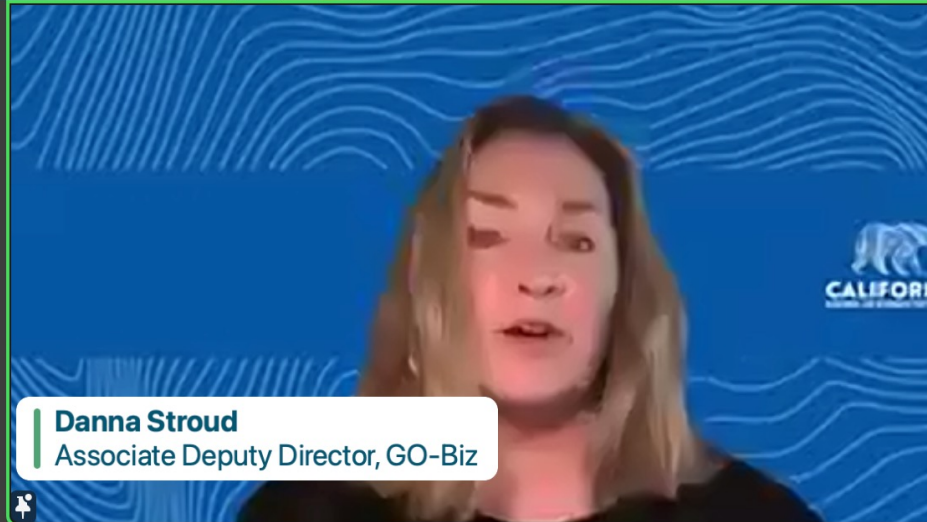 CALIFOR
Danna Stroud
Associate Deputy Director, GO-Biz